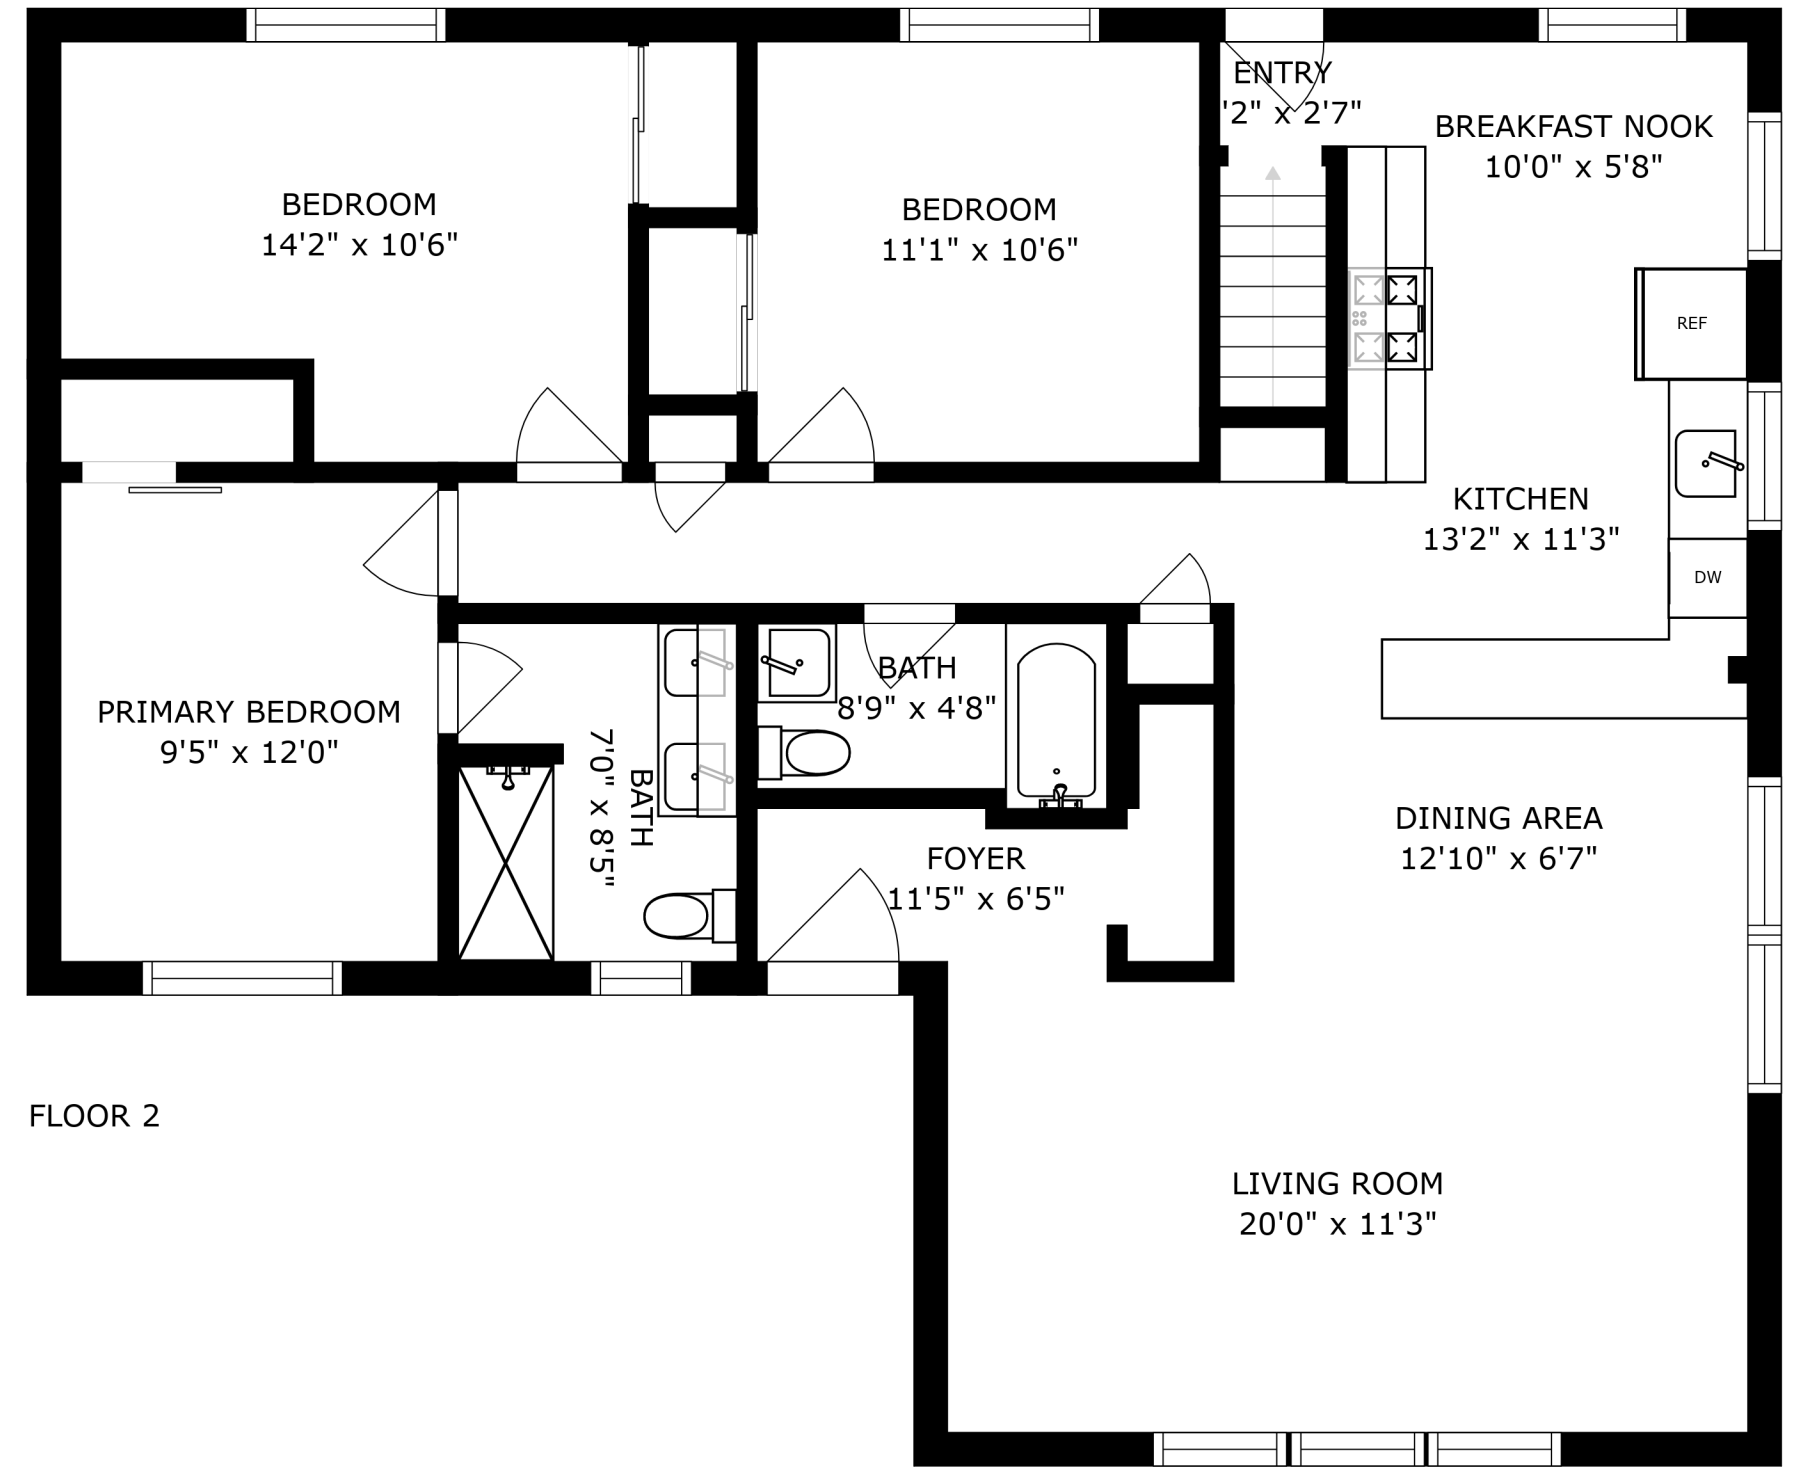 ENTRY
'2" x 2'7"
BREAKFAST NOOK
10'0" x 5'8"
BEDROOM
14'2" x 10'6"
BEDROOM
11'1" x 10'6"
REF
KITCHEN
13'2" x 11'3"
DW
PRIMARY BEDROOM
9'5" x 12'0"
BATH
7'0" x 8'5"
BATH
8'9" x 4'8"
DINING AREA
12'10" x 6'7"
FOYER
11'5" x 6'5"
FLOOR 2
LIVING ROOM
20'0" x 11'3"